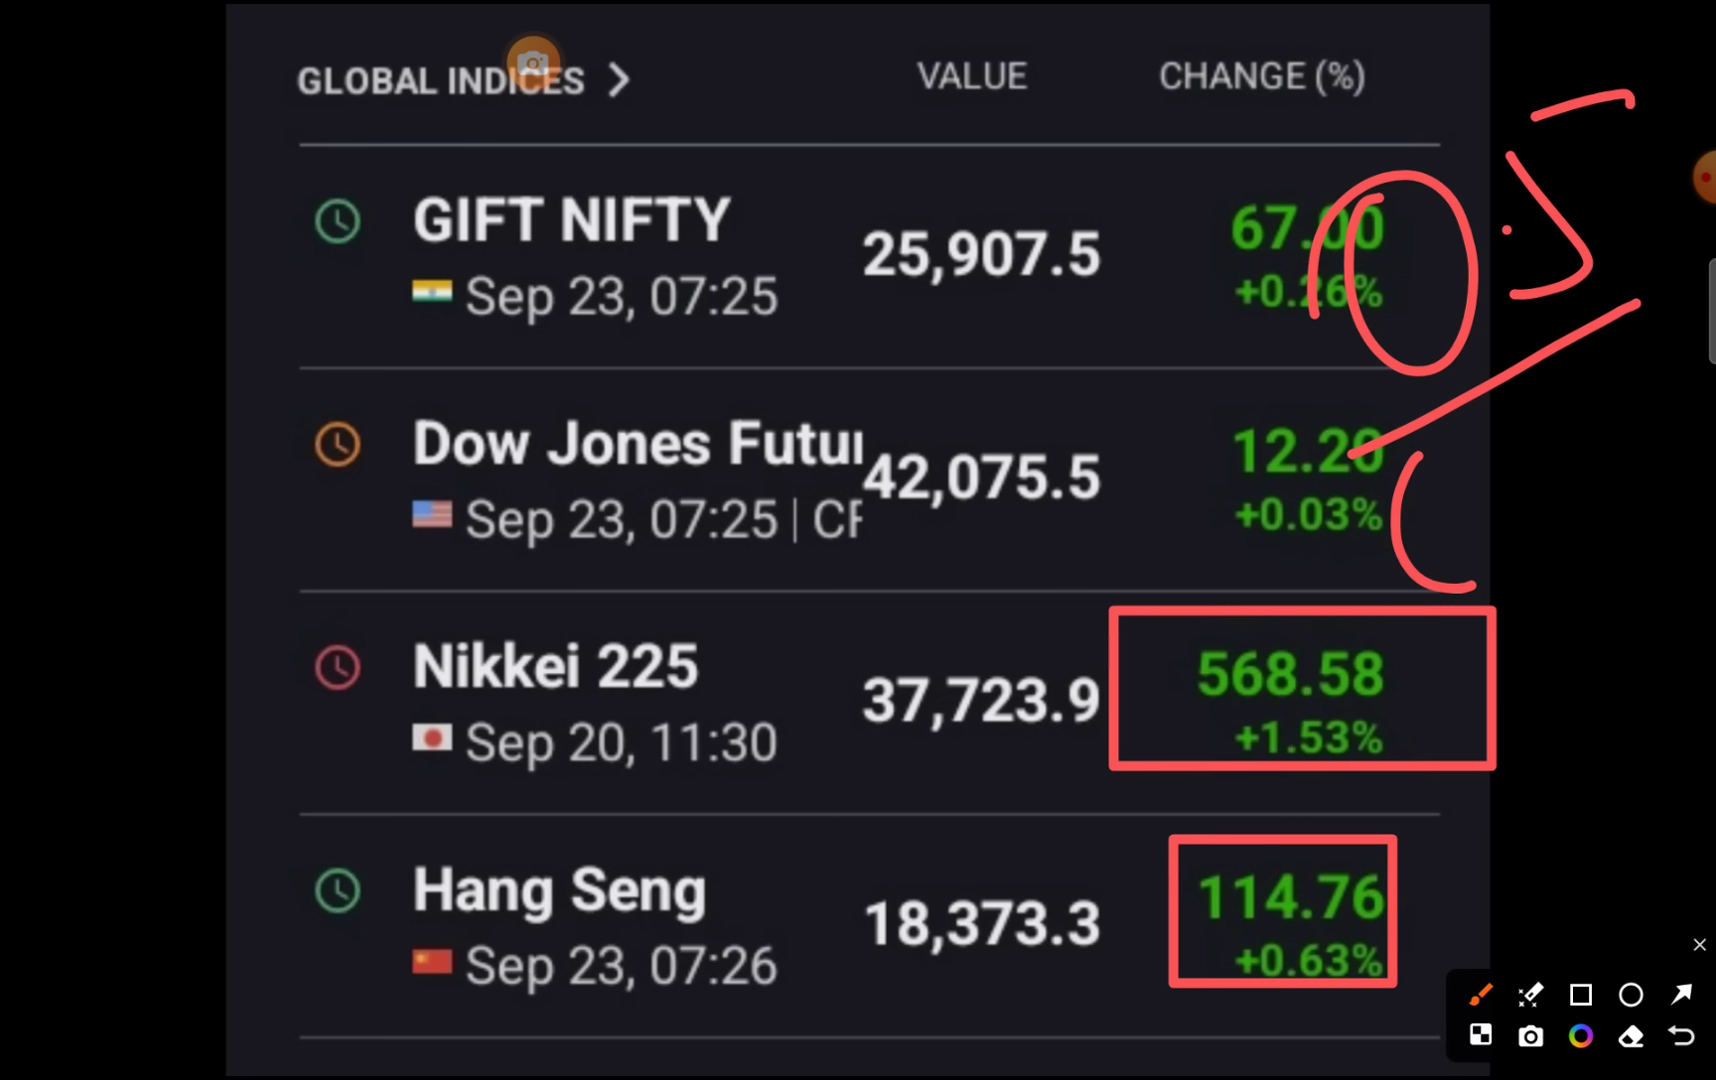 GLOBAL INDICES VALUE CHANGE (%)
GIFT NIFTY 25,907.5 67.00
Sep 23, 07:25 +0.26%
Dow Jones Futu 42,075.5 12.20
Sep 23, 07:25 | CF +0.03%
Nikkei 225 37,723.9 568.58
Sep 20, 11:30 +1.53%
Hang Seng 18,373.3 114.76
Sep 23, 07:26 +0.63%